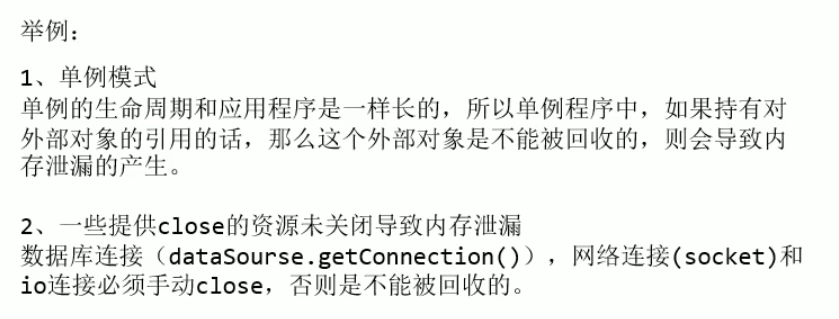 举例：
1、单例模式
单例的生命周期和应用程序是一样长的，所以单例程序中，如果持有对
外部对象的引用的话，那么这个外部对象是不能被回收的，则会导致内
存泄漏的产生。
2、一些提供close的资源未关闭导致内存泄漏
数据库连接（dataSourse.getConnection()），网络连接(socket)和
io连接必须手动close，否则是不能被回收的。